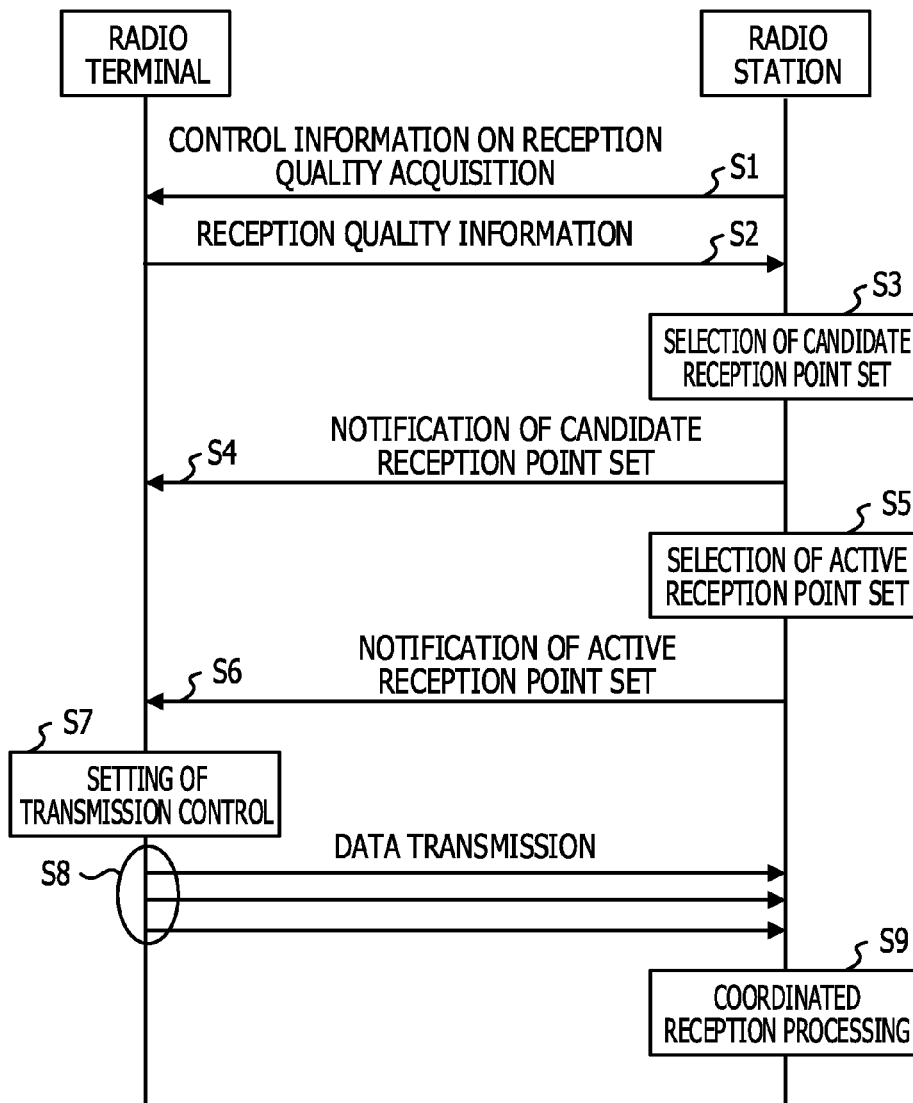 RADIO
TERMINAL
RADIO
STATION
CONTROL INFORMATION ON RECEPTION
QUALITY ACQUISITION
S1
RECEPTION QUALITY INFORMATION
S2
S3
SELECTION OF CANDIDATE
RECEPTION POINT SET
NOTIFICATION OF CANDIDATE
RECEPTION POINT SET
S4
S5
SELECTION OF ACTIVE
RECEPTION POINT SET
NOTIFICATION OF ACTIVE
RECEPTION POINT SET
S6
S7
SETTING OF
TRANSMISSION CONTROL
DATA TRANSMISSION
S8
S9
COORDINATED
RECEPTION PROCESSING